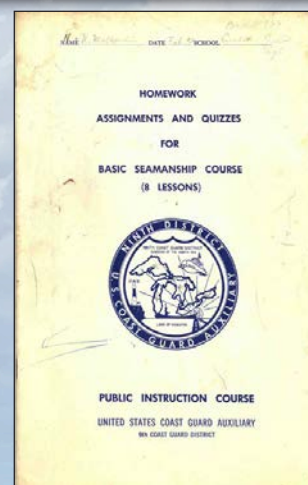 NAME DATE SCHOOL
HOMEWORK
ASSIGNMENTS AND QUIZZES
FOR
BASIC SEAMANSHIP COURSE
(8 LESSONS)
NINTH DISTRICT
U.S. COAST GUARD AUXILIARY
PUBLIC INSTRUCTION COURSE
UNITED STATES COAST GUARD AUXILIARY
9th COAST GUARD DISTRICT